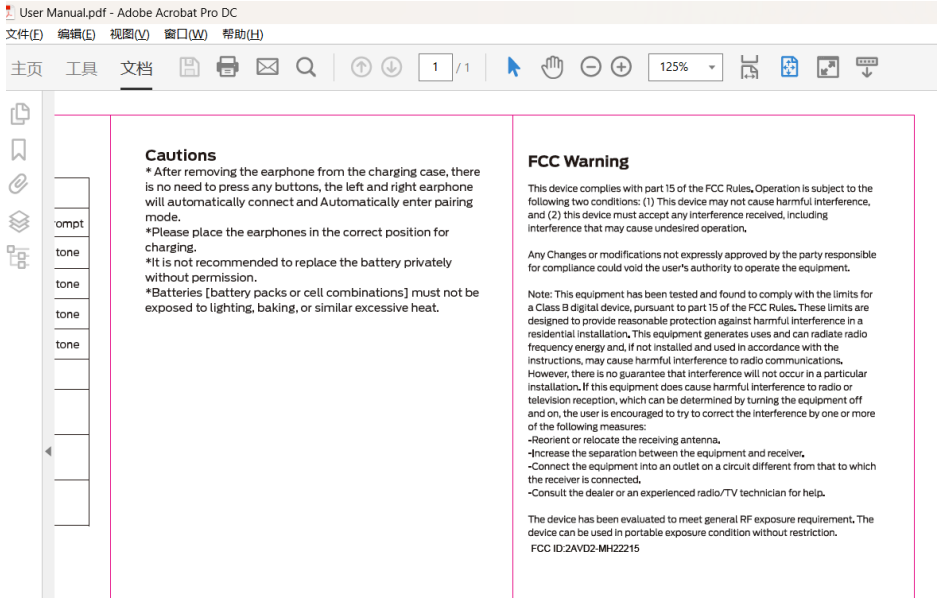 User Manual.pdf - Adobe Acrobat Pro DC
文件(F) 编辑(E) 视图(V) 窗口(W) 帮助(H)
主页 工具 文档 1 / 1 125%
Cautions
* After removing the earphone from the charging case, there
is no need to press any buttons, the left and right earphone
will automatically connect and Automatically enter pairing
mode.
*Please place the earphones in the correct position for
charging.
*It is not recommended to replace the battery privately
without permission.
*Batteries [battery packs or cell combinations] must not be
exposed to lighting, baking, or similar excessive heat.
ompt
tone
tone
tone
tone
FCC Warning
This device complies with part 15 of the FCC Rules. Operation is subject to the
following two conditions: (1) This device may not cause harmful interference,
and (2) this device must accept any interference received, including
interference that may cause undesired operation.
Any Changes or modifications not expressly approved by the party responsible
for compliance could void the user's authority to operate the equipment.
Note: This equipment has been tested and found to comply with the limits for
a Class B digital device, pursuant to part 15 of the FCC Rules. These limits are
designed to provide reasonable protection against harmful interference in a
residential installation. This equipment generates uses and can radiate radio
frequency energy and, if not installed and used in accordance with the
instructions, may cause harmful interference to radio communications.
However, there is no guarantee that interference will not occur in a particular
installation. If this equipment does cause harmful interference to radio or
television reception, which can be determined by turning the equipment off
and on, the user is encouraged to try to correct the interference by one or more
of the following measures:
-Reorient or relocate the receiving antenna.
-Increase the separation between the equipment and receiver.
-Connect the equipment into an outlet on a circuit different from that to which
the receiver is connected.
-Consult the dealer or an experienced radio/TV technician for help.
The device has been evaluated to meet general RF exposure requirement. The
device can be used in portable exposure condition without restriction.
FCC ID:2AVD2-MH22215